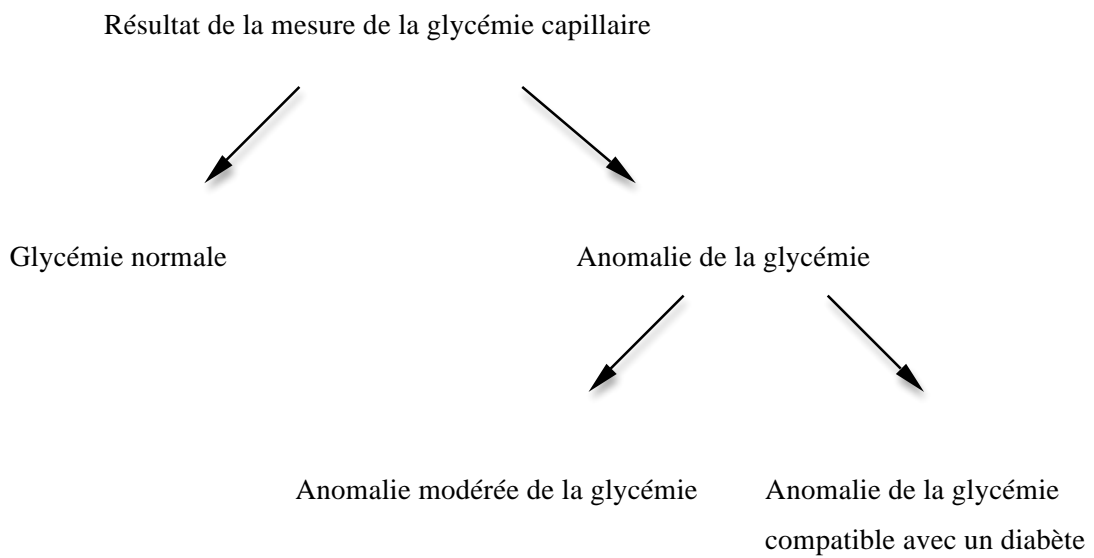 Résultat de la mesure de la glycémie capillaire
Glycémie normale
Anomalie de la glycémie
Anomalie modérée de la glycémie
Anomalie de la glycémie
compatible avec un diabète